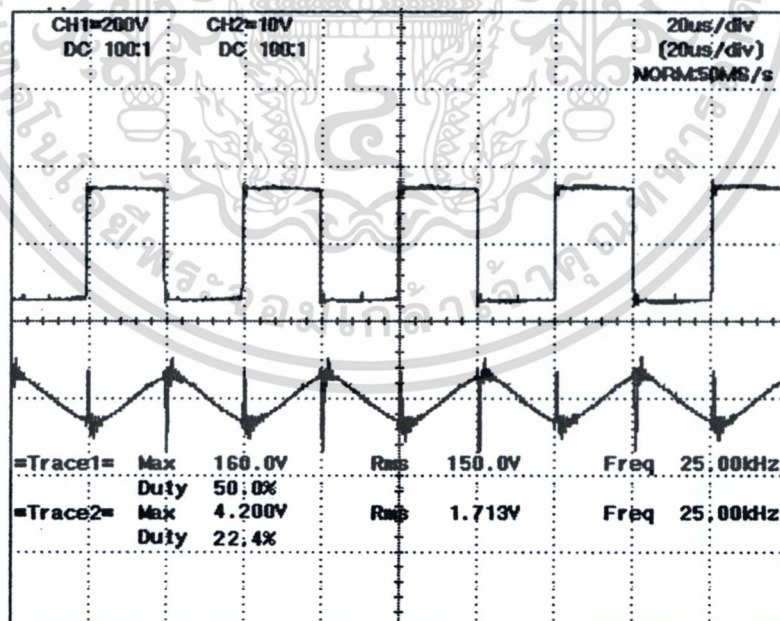 CH1=200V CH2=10V 20us/div
DC 100:1 DC 100:1 (20us/div)
NORM:50MS/s
=Trace1= Max 160.0V Rms 150.0V Freq 25.00kHz
Duty 50.0%
=Trace2= Max 4.200V Rms 1.713V Freq 25.00kHz
Duty 22.4%